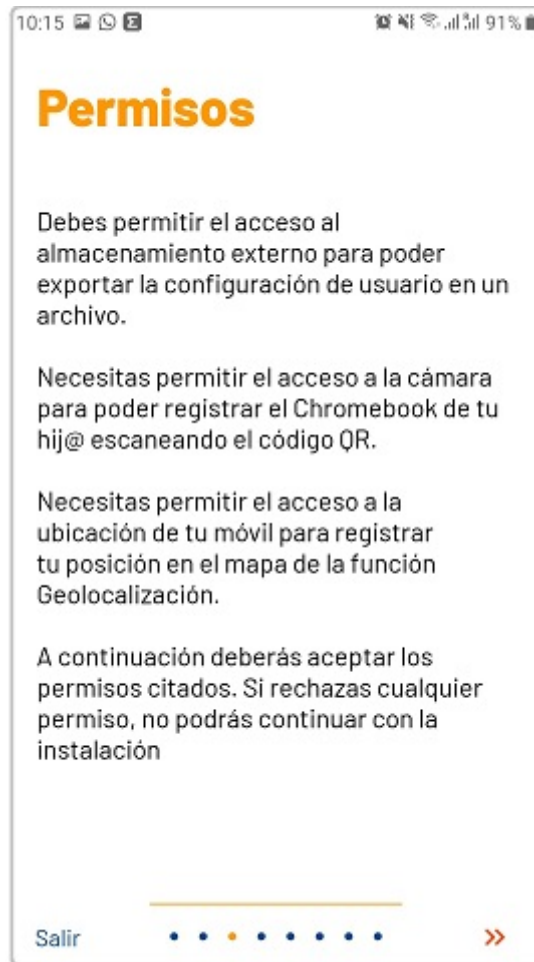 10:15
91%
Permisos
Debes permitir el acceso al
almacenamiento externo para poder
exportar la configuración de usuario en un
archivo.
Necesitas permitir el acceso a la cámara
para poder registrar el Chromebook de tu
hij@ escaneando el código QR.
Necesitas permitir el acceso a la
ubicación de tu móvil para registrar
tu posición en el mapa de la función
Geolocalización.
A continuación deberás aceptar los
permisos citados. Si rechazas cualquier
permiso, no podrás continuar con la
instalación
Salir